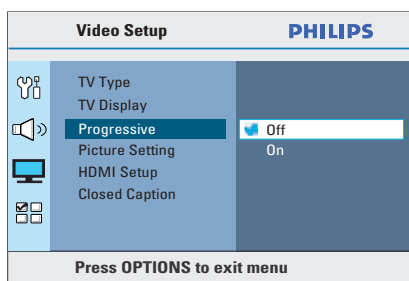 Video Setup
PHILIPS
TV Type
TV Display
Progressive
Off
Picture Setting
On
HDMI Setup
Closed Caption
Press OPTIONS to exit menu